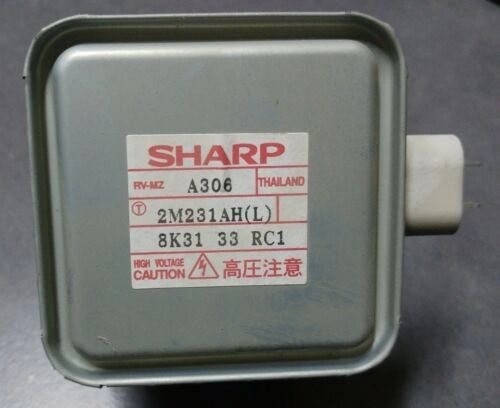 SHARP
RV-MZ A306 THAILAND
T 2M231AH(L)
8K31 33 RC1
HIGH VOLTAGE
CAUTION 高圧注意